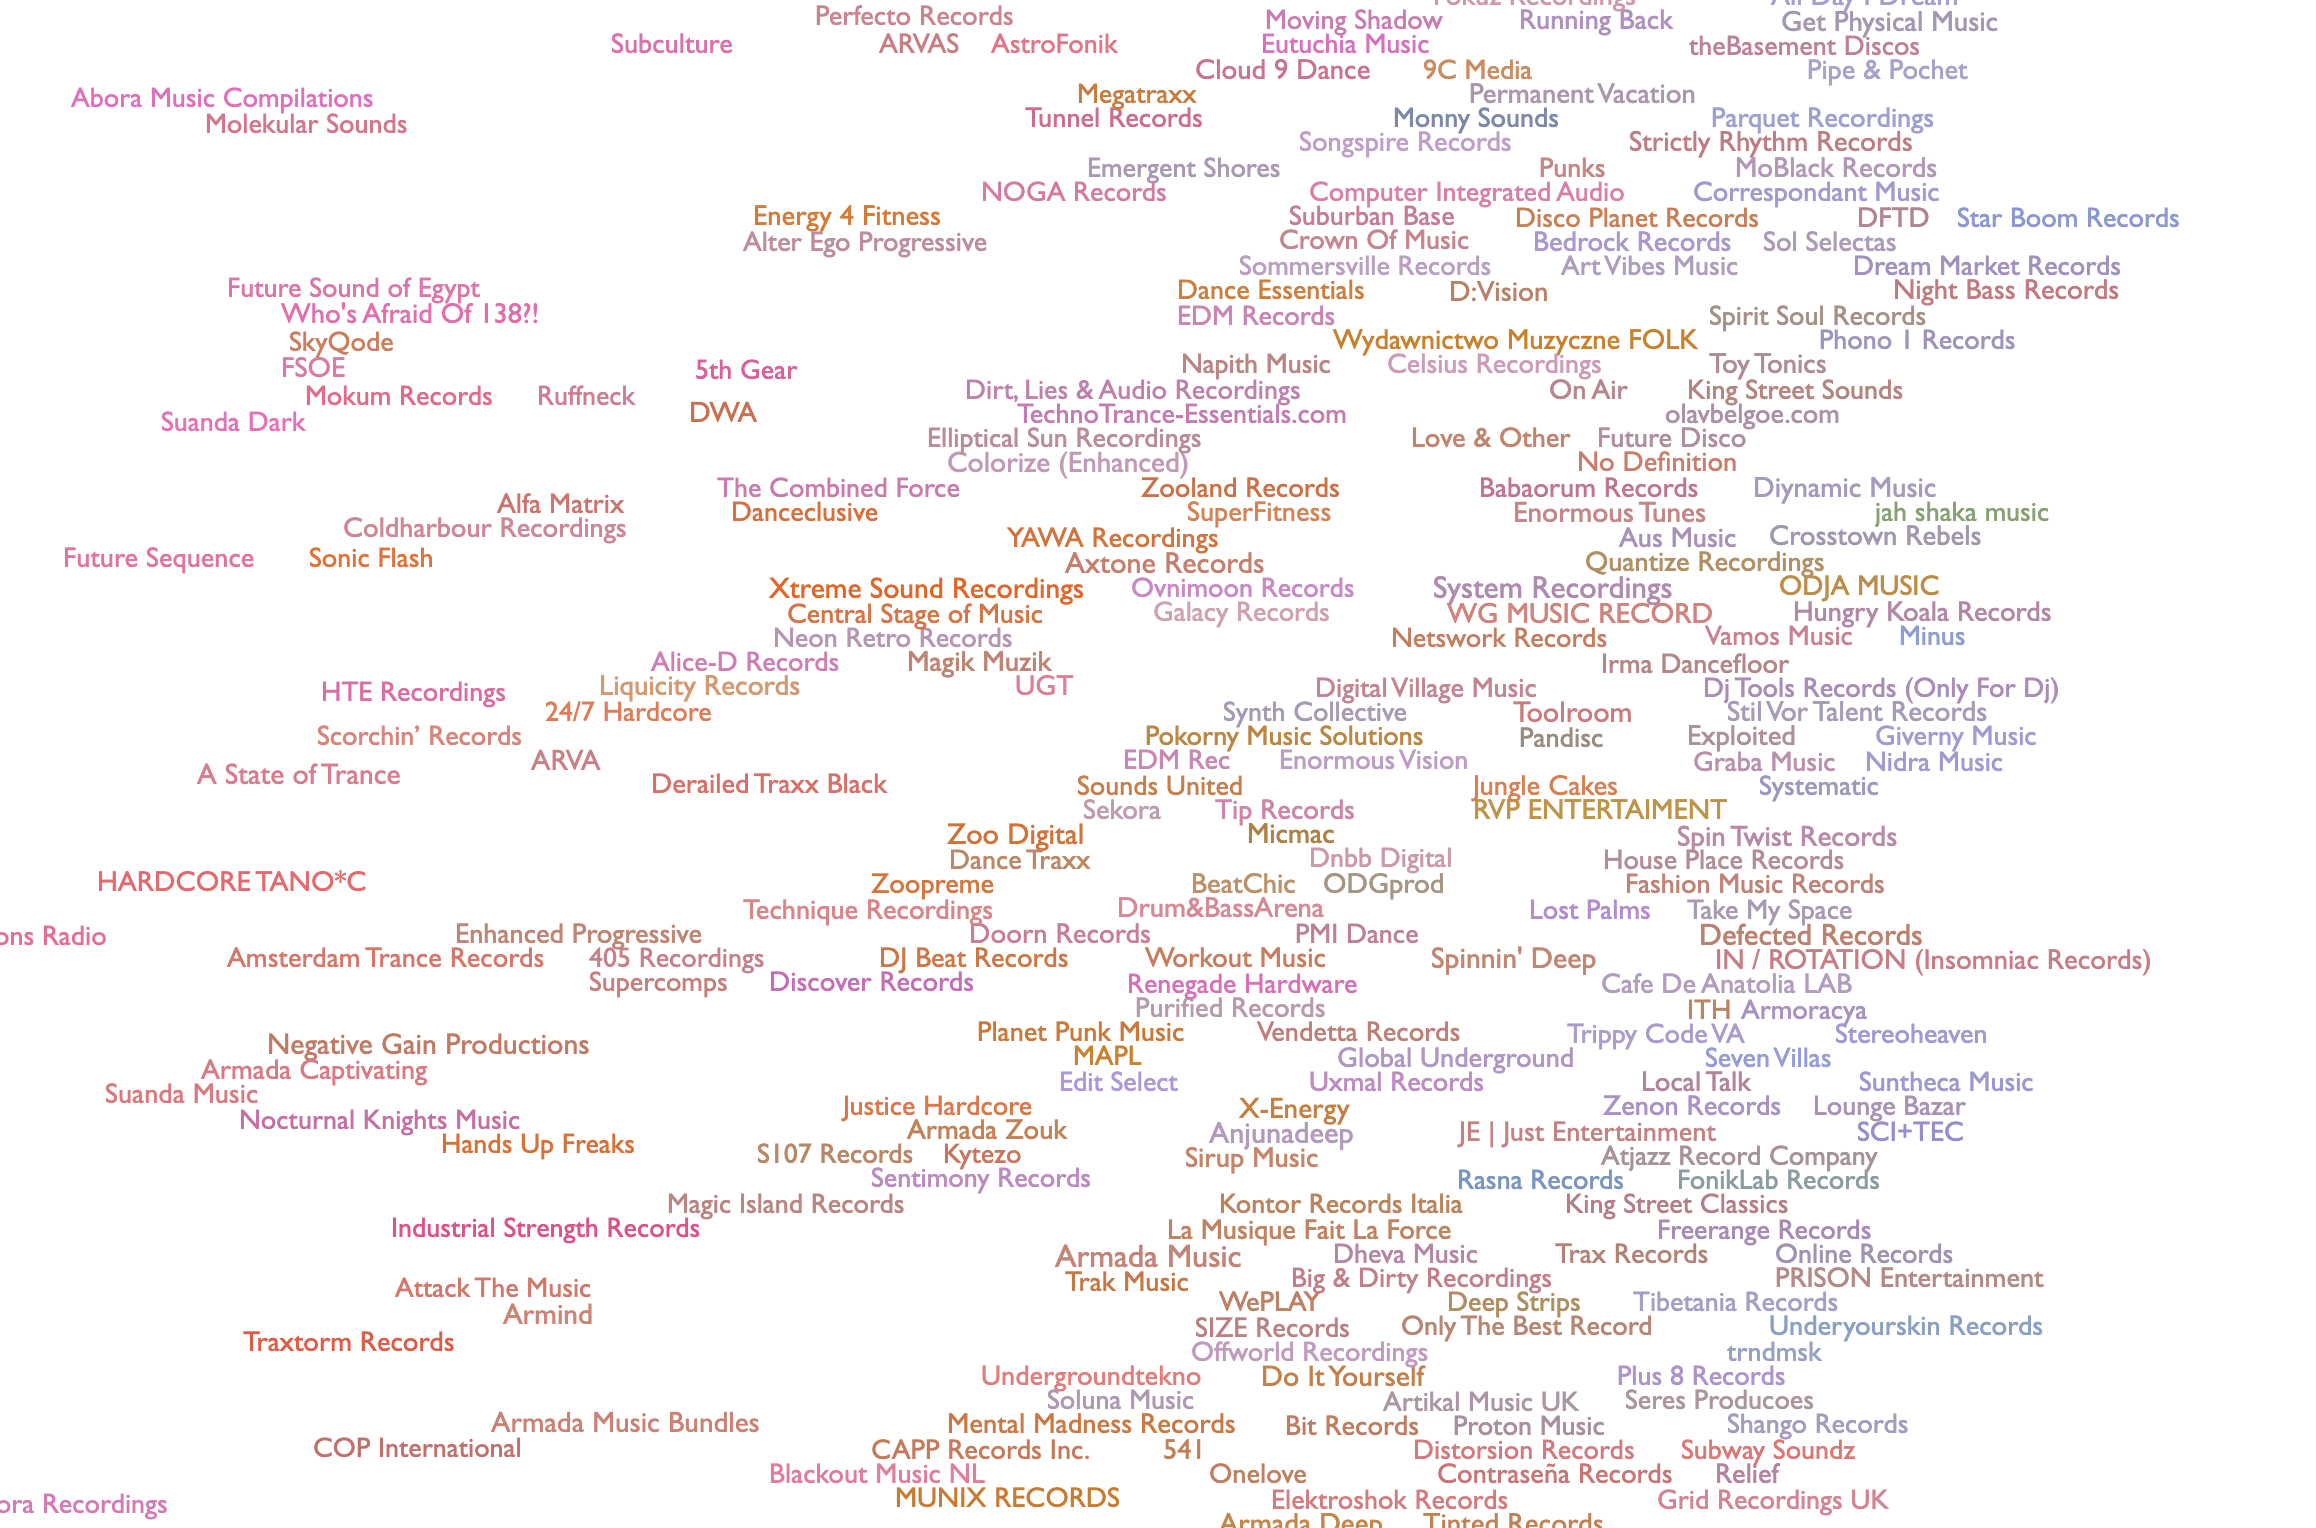 Perfecto Records
Moving Shadow
Running Back
Get Physical Music
Subculture
ARVAS
AstroFonik
Eutuchia Music
theBasement Discos
Cloud 9 Dance
9C Media
Pipe & Pochet
Abora Music Compilations
Megatraxx
Permanent Vacation
Molekular Sounds
Tunnel Records
Monny Sounds
Parquet Recordings
Songspire Records
Strictly Rhythm Records
Emergent Shores
Punks
MoBlack Records
NOGA Records
Computer Integrated Audio
Correspondant Music
Energy 4 Fitness
Suburban Base
Disco Planet Records
DFTD
Star Boom Records
Alter Ego Progressive
Crown Of Music
Bedrock Records
Sol Selectas
Sommersville Records
Art Vibes Music
Dream Market Records
Future Sound of Egypt
Dance Essentials
D:Vision
Night Bass Records
Who's Afraid Of 138?!
EDM Records
Spirit Soul Records
SkyQode
Wydawnictwo Muzyczne FOLK
Phono 1 Records
FSOE
5th Gear
Napith Music
Celsius Recordings
Toy Tonics
Mokum Records
Ruffneck
Dirt, Lies & Audio Recordings
On Air
King Street Sounds
Suanda Dark
DWA
TechnoTrance-Essentials.com
olavbelgoe.com
Elliptical Sun Recordings
Love & Other
Future Disco
Colorize (Enhanced)
No Definition
The Combined Force
Zooland Records
Babaorum Records
Diynamic Music
Alfa Matrix
Danceclusive
SuperFitness
Enormous Tunes
jah shaka music
Coldharbour Recordings
YAWA Recordings
Aus Music
Crosstown Rebels
Future Sequence
Sonic Flash
Axtone Records
Quantize Recordings
Xtreme Sound Recordings
Ovnimoon Records
System Recordings
ODJA MUSIC
Central Stage of Music
Galacy Records
WG MUSIC RECORD
Hungry Koala Records
Neon Retro Records
Netswork Records
Vamos Music
Minus
Alice-D Records
Magik Muzik
Irma Dancefloor
HTE Recordings
Liquicity Records
UGT
Digital Village Music
Dj Tools Records (Only For Dj)
24/7 Hardcore
Synth Collective
Toolroom
Stil Vor Talent Records
Scorchin’ Records
Pokorny Music Solutions
Pandisc
Exploited
Giverny Music
ARVA
EDM Rec
Enormous Vision
Graba Music
Nidra Music
A State of Trance
Derailed Traxx Black
Sounds United
Jungle Cakes
Systematic
Sekora
Tip Records
RVP ENTERTAIMENT
Zoo Digital
Micmac
Spin Twist Records
Dance Traxx
Dnbb Digital
House Place Records
HARDCORE TANO*C
Zoopreme
BeatChic
ODGprod
Fashion Music Records
Technique Recordings
Drum&BassArena
Lost Palms
Take My Space
ons Radio
Enhanced Progressive
Doorn Records
PMI Dance
Defected Records
Amsterdam Trance Records
405 Recordings
DJ Beat Records
Workout Music
Spinnin' Deep
IN / ROTATION (Insomniac Records)
Supercomps
Discover Records
Renegade Hardware
Cafe De Anatolia LAB
Purified Records
ITH
Armoracya
Negative Gain Productions
Planet Punk Music
Vendetta Records
Trippy Code VA
Stereoheaven
Armada Captivating
MAPL
Global Underground
Seven Villas
Suanda Music
Edit Select
Uxmal Records
Local Talk
Suntheca Music
Nocturnal Knights Music
Justice Hardcore
X-Energy
Zenon Records
Lounge Bazar
Hands Up Freaks
Armada Zouk
Anjunadeep
JE | Just Entertainment
SCI+TEC
S107 Records
Kytezo
Sirup Music
Atjazz Record Company
Sentimony Records
Rasna Records
FonikLab Records
Magic Island Records
Kontor Records Italia
King Street Classics
Industrial Strength Records
La Musique Fait La Force
Freerange Records
Armada Music
Dheva Music
Trax Records
Online Records
Attack The Music
Trak Music
Big & Dirty Recordings
PRISON Entertainment
Armind
WePLAY
Deep Strips
Tibetania Records
Traxtorm Records
SIZE Records
Only The Best Record
Underyourskin Records
Offworld Recordings
trndmsk
Undergroundtekno
Do It Yourself
Plus 8 Records
Soluna Music
Artikal Music UK
Seres Producoes
Armada Music Bundles
Mental Madness Records
Bit Records
Proton Music
Shango Records
COP International
CAPP Records Inc.
541
Distorsion Records
Subway Soundz
Blackout Music NL
Onelove
Contraseña Records
Relief
ora Recordings
MUNIX RECORDS
Elektroshok Records
Grid Recordings UK
Armada Deep
Tinted Records